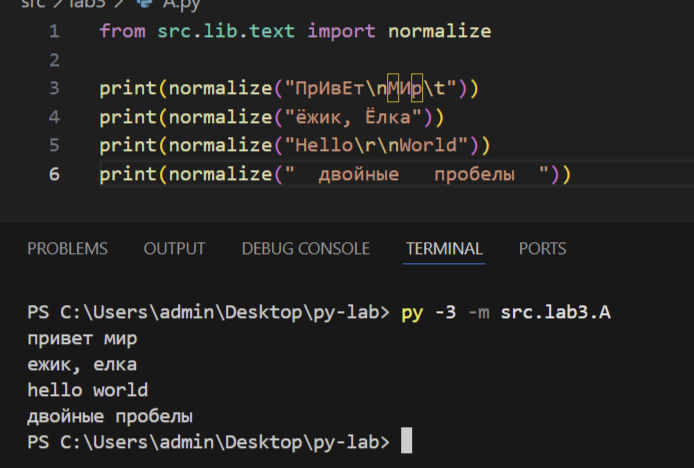 src > lab3 > A.py
1 from src.lib.text import normalize
2
3 print(normalize("ПрИвЕт\nМИр\t"))
4 print(normalize("ёжик, Ёлка"))
5 print(normalize("Hello\r\nWorld"))
6 print(normalize("  двойные   пробелы  "))
PROBLEMS OUTPUT DEBUG CONSOLE TERMINAL PORTS
PS C:\Users\admin\Desktop\py-lab> py -3 -m src.lab3.A
привет мир
ежик, елка
hello world
двойные пробелы
PS C:\Users\admin\Desktop\py-lab>